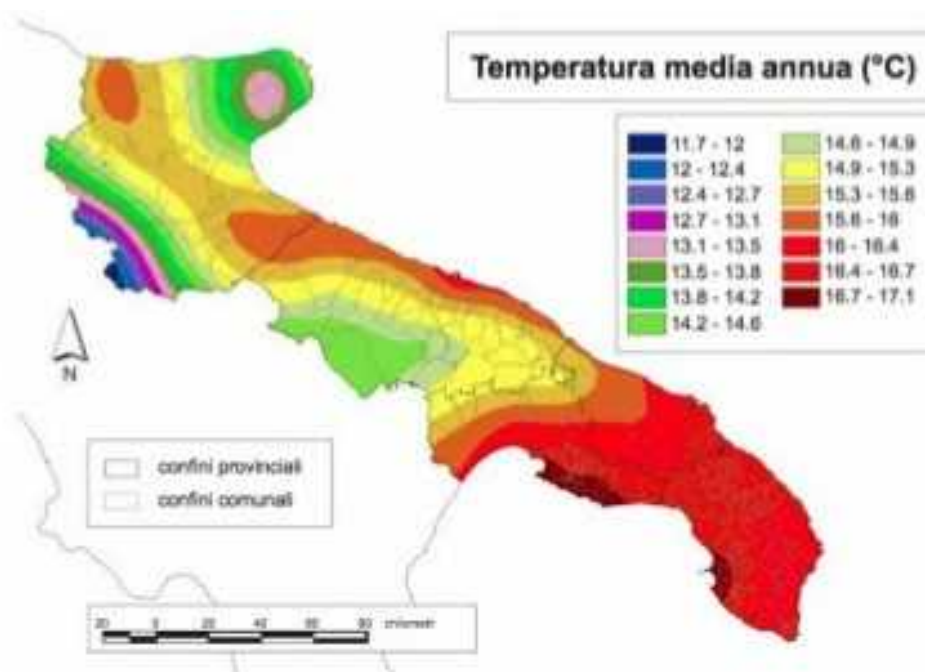 Temperatura media annua (°C)
11.7 - 12
12 - 12.4
12.4 - 12.7
12.7 - 13.1
13.1 - 13.5
13.5 - 13.8
13.8 - 14.2
14.2 - 14.6
14.6 - 14.9
14.9 - 15.3
15.3 - 15.6
15.6 - 16
16 - 16.4
16.4 - 16.7
16.7 - 17.1
N
confini provinciali
confini comunali
20 0 20 40 60 80